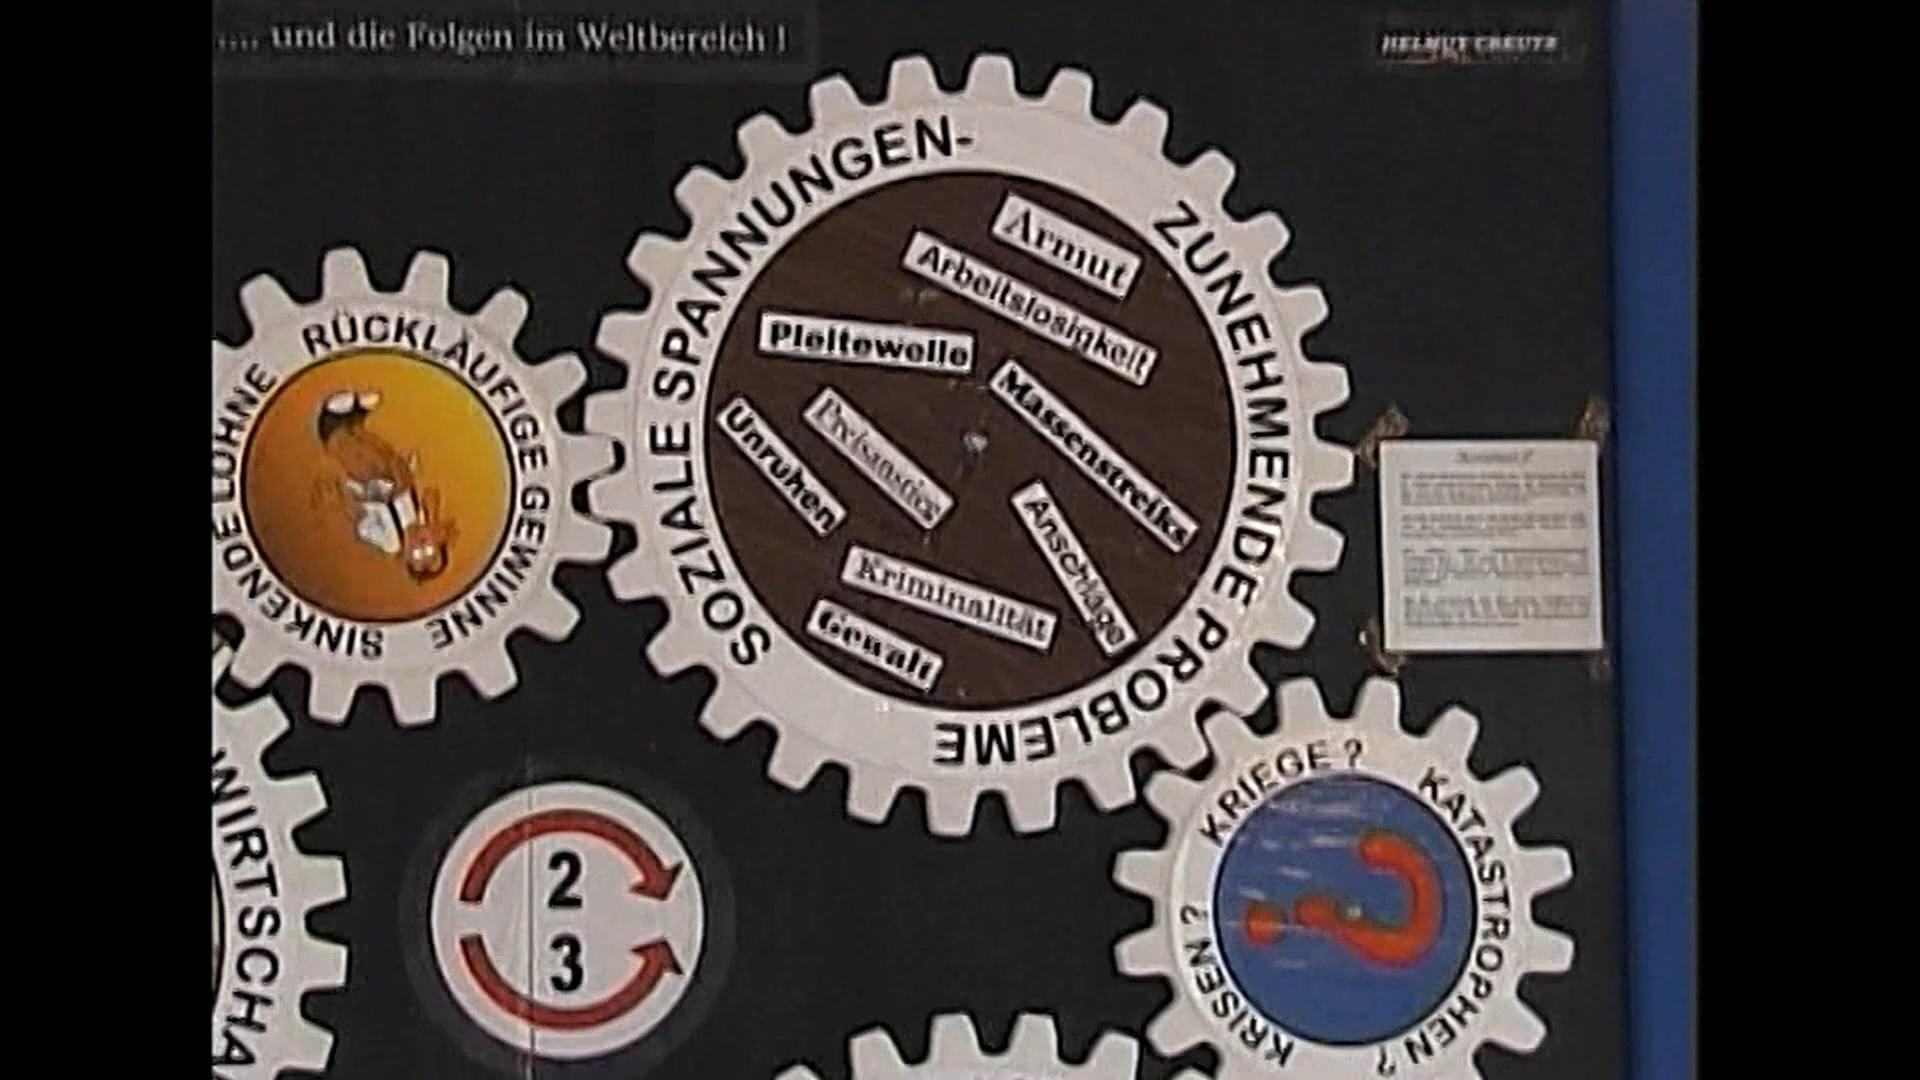 .... und die Folgen im Weltbereich !
HELMUT CREUTZ
SOZIALE SPANNUNGEN-
ZUNEHMENDE PROBLEME
Armut
Arbeitslosigkeit
Pleitewelle
Massenstreiks
Preisanstieg
Unruhen
Anschläge
Kriminalität
Gewalt
RÜCKLÄUFIGE GEWINNE
SINKENDE LÖHNE
WIRTSCHA
2
3
KRIEGE ?
KATASTROPHEN ?
KRISEN ?